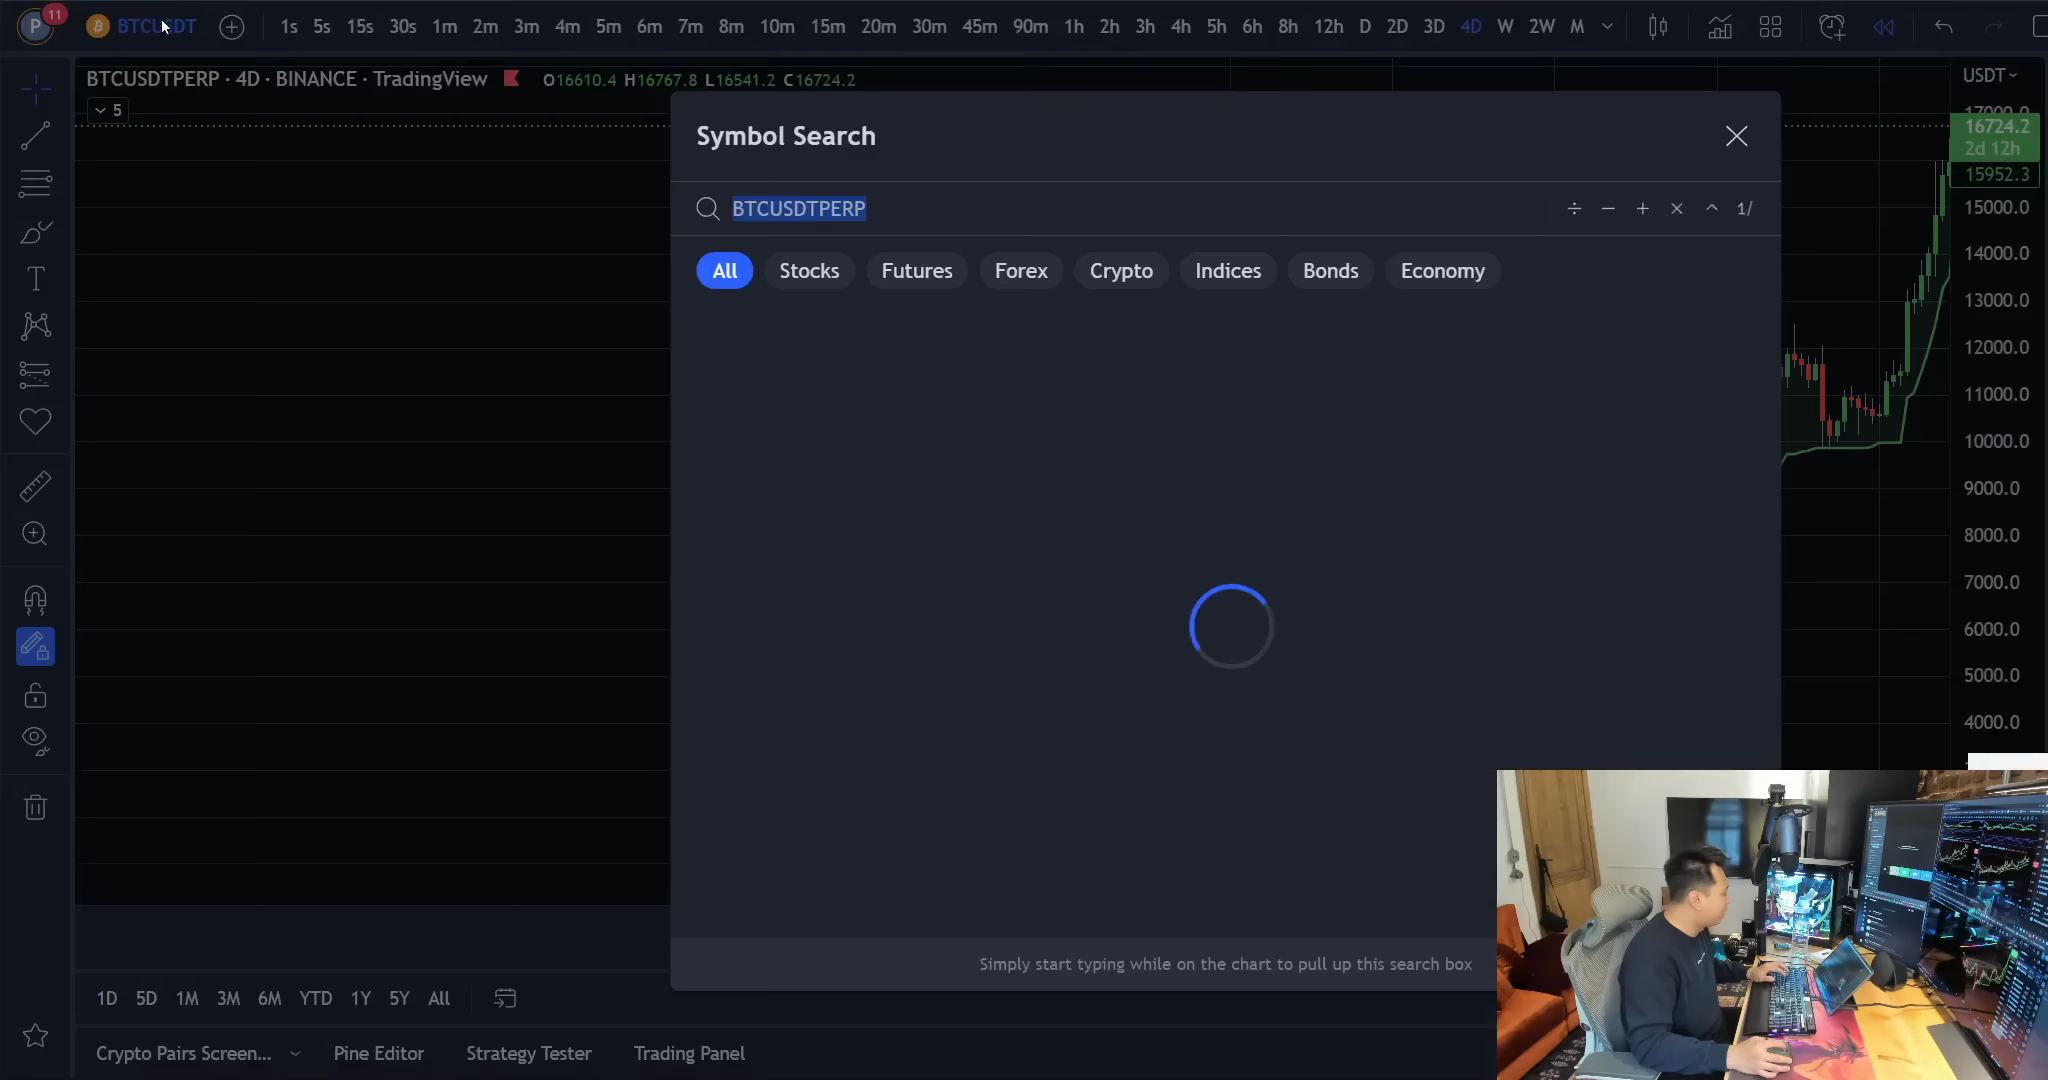 P
11
BTCUSDT
1s 5s 15s 30s 1m 2m 3m 4m 5m 6m 7m 8m 10m 15m 20m 30m 45m 90m 1h 2h 3h 4h 5h 6h 8h 12h D 2D 3D 4D W 2W M
BTCUSDTPERP · 4D · BINANCE · TradingView
O16610.4 H16767.8 L16541.2 C16724.2
5
USDT
17000.0
16724.2
2d 12h
15952.3
15000.0
14000.0
13000.0
12000.0
11000.0
10000.0
9000.0
8000.0
7000.0
6000.0
5000.0
4000.0
Symbol Search
BTCUSDTPERP
÷ − + × ^ 1/
All Stocks Futures Forex Crypto Indices Bonds Economy
Simply start typing while on the chart to pull up this search box
1D 5D 1M 3M 6M YTD 1Y 5Y All
Crypto Pairs Screen... Pine Editor Strategy Tester Trading Panel